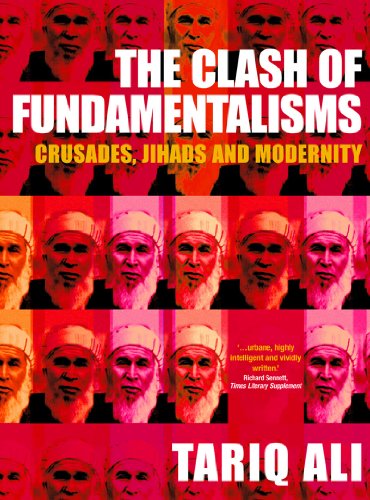 THE CLASH OF
FUNDAMENTALISMS
CRUSADES, JIHADS AND MODERNITY
‘...urbane, highly
intelligent and vividly
written.’
Richard Sennett,
Times Literary Supplement
TARIQ ALI